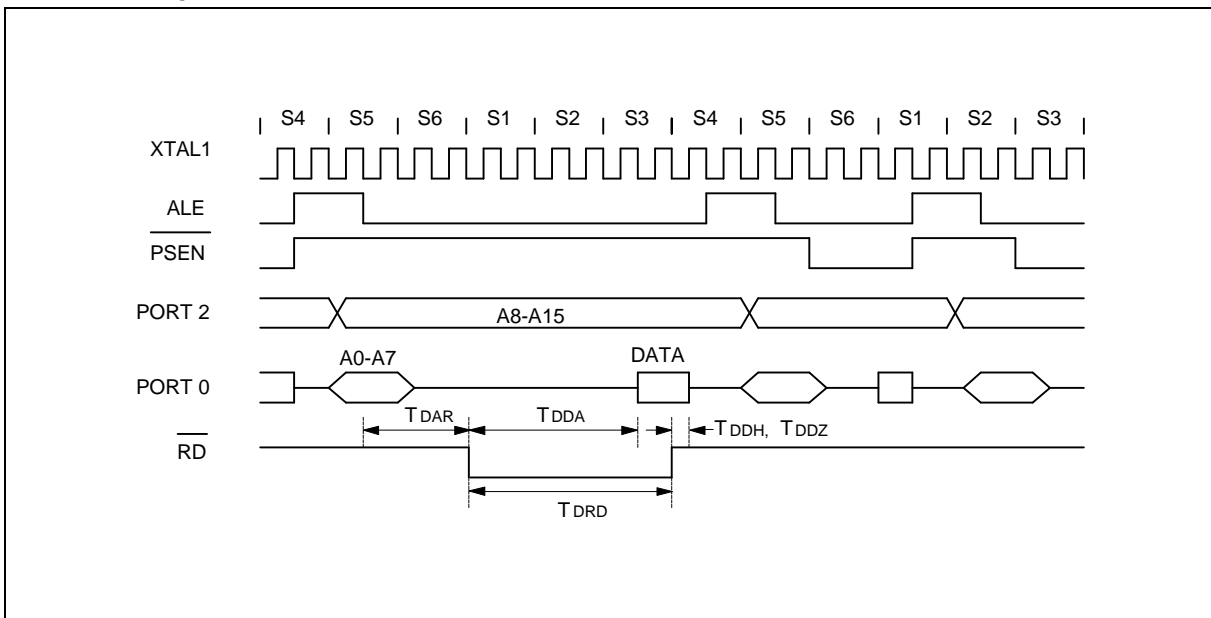 S4 S5 S6 S1 S2 S3 S4 S5 S6 S1 S2 S3
XTAL1
ALE
PSEN
PORT 2
A8-A15
A0-A7
DATA
PORT 0
TDAR
TDDA
TDDH, TDDZ
RD
TDRD